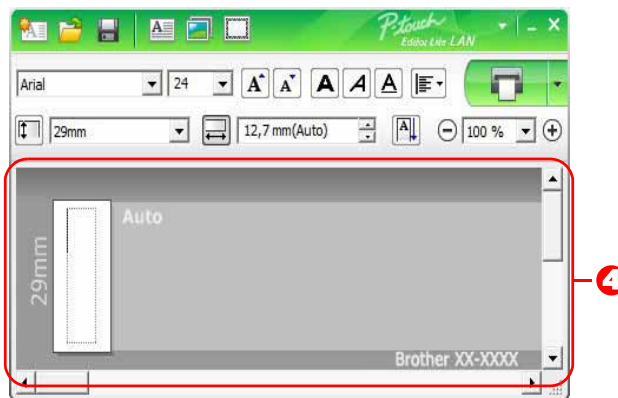 P-touch
Editor Lite LAN
Arial 24 A A A A A
29mm 12,7 mm(Auto) A 100 %
Auto
29mm
4
Brother XX-XXXX